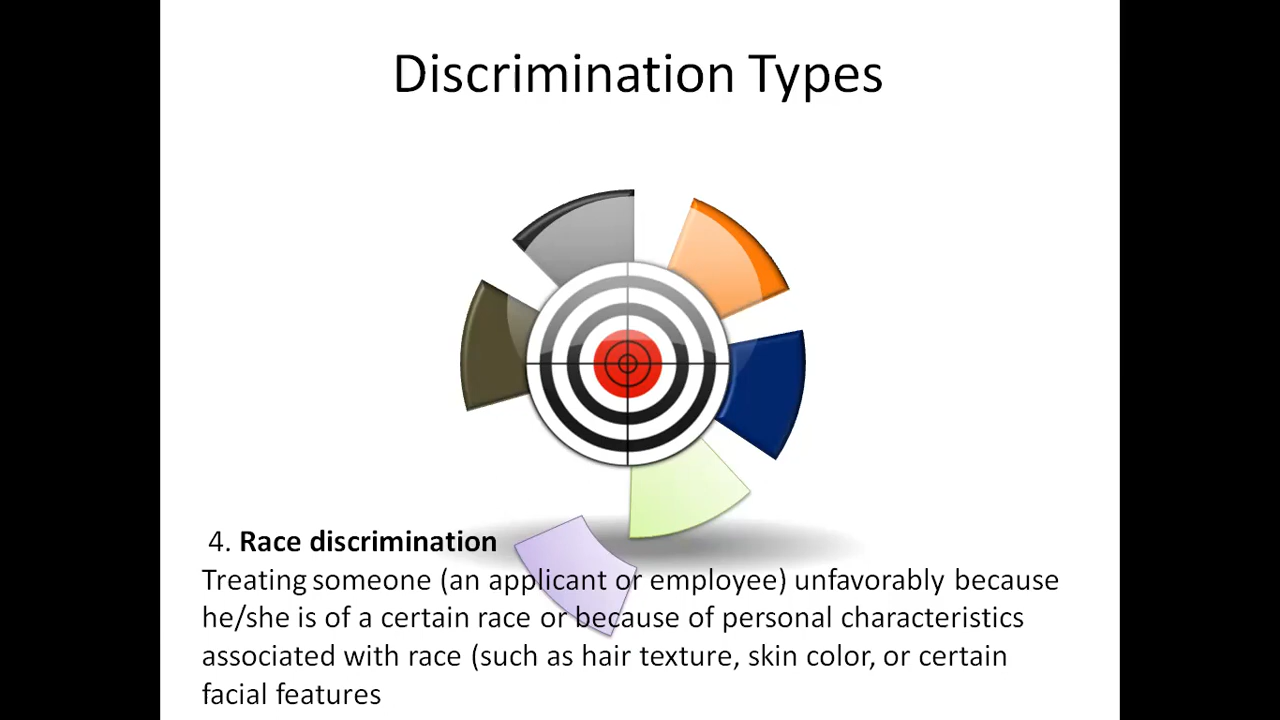 Discrimination Types
4. Race discrimination
Treating someone (an applicant or employee) unfavorably because
he/she is of a certain race or because of personal characteristics
associated with race (such as hair texture, skin color, or certain
facial features